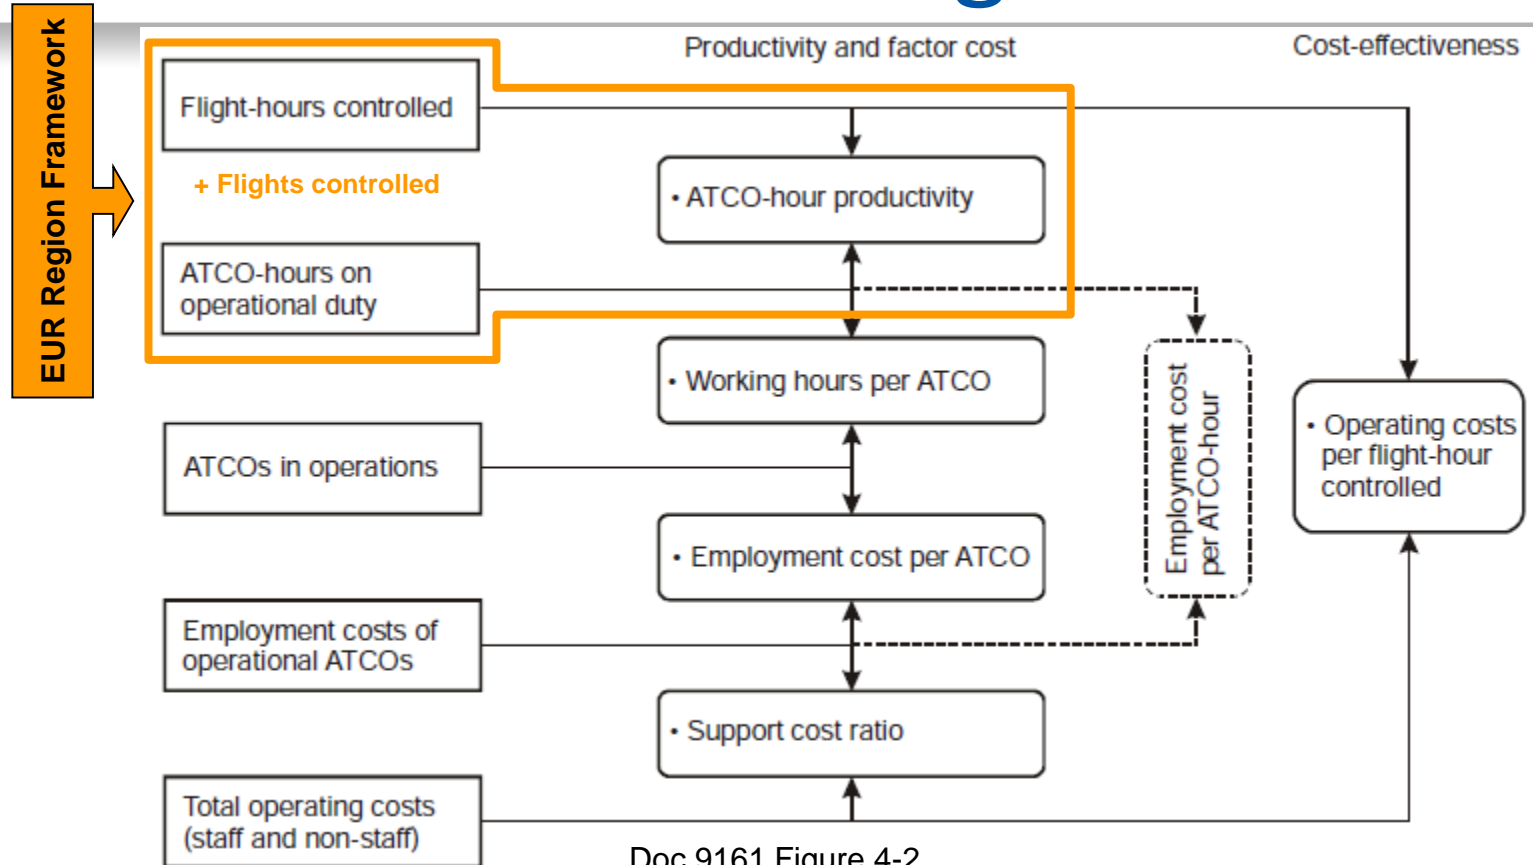 EUR Region Framework
Productivity and factor cost
Cost-effectiveness
Flight-hours controlled
+ Flights controlled
• ATCO-hour productivity
ATCO-hours on
operational duty
• Working hours per ATCO
Employment cost
per ATCO-hour
• Operating costs
per flight-hour
controlled
ATCOs in operations
• Employment cost per ATCO
Employment costs of
operational ATCOs
• Support cost ratio
Total operating costs
(staff and non-staff)
Doc 9161 Figure 4-2